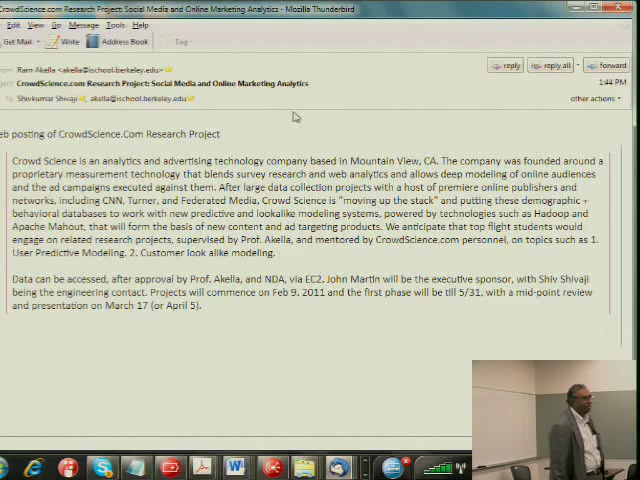 CrowdScience.com Research Project: Social Media and Online Marketing Analytics - Mozilla Thunderbird
Edit View Go Message Tools Help
Get Mail Write Address Book Tag
Ram Akella <akella@ischool.berkeley.edu> reply reply all forward
CrowdScience.com Research Project: Social Media and Online Marketing Analytics 1:44 PM
to Shivkumar Shivaji, akella@ischool.berkeley.edu other actions
posting of CrowdScience.Com Research Project
Crowd Science is an analytics and advertising technology company based in Mountain View, CA. The company was founded around a
proprietary measurement technology that blends survey research and web analytics and allows deep modeling of online audiences
and the ad campaigns executed against them. After large data collection projects with a host of premiere online publishers and
networks, including CNN, Turner, and Federated Media, Crowd Science is "moving up the stack" and putting these demographic +
behavioral databases to work with new predictive and lookalike modeling systems, powered by technologies such as Hadoop and
Apache Mahout, that will form the basis of new content and ad targeting products. We anticipate that top flight students would
engage on related research projects, supervised by Prof. Akella, and mentored by CrowdScience.com personnel, on topics such as 1.
User Predictive Modeling. 2. Customer look alike modeling.
Data can be accessed, after approval by Prof. Akella, and NDA, via EC2. John Martin will be the executive sponsor, with Shiv Shivaji
being the engineering contact. Projects will commence on Feb 9, 2011 and the first phase will be till 5/31, with a mid-point review
and presentation on March 17 (or April 5).